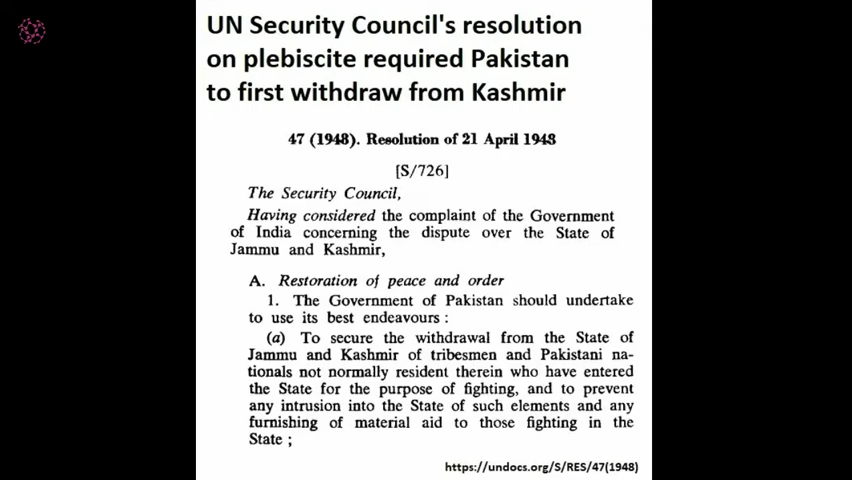 UN Security Council's resolution
on plebiscite required Pakistan
to first withdraw from Kashmir
47 (1948). Resolution of 21 April 1948
[S/726]
The Security Council,
Having considered the complaint of the Government
of India concerning the dispute over the State of
Jammu and Kashmir,
A. Restoration of peace and order
1. The Government of Pakistan should undertake
to use its best endeavours :
(a) To secure the withdrawal from the State of
Jammu and Kashmir of tribesmen and Pakistani na-
tionals not normally resident therein who have entered
the State for the purpose of fighting, and to prevent
any intrusion into the State of such elements and any
furnishing of material aid to those fighting in the
State ;
https://undocs.org/S/RES/47(1948)